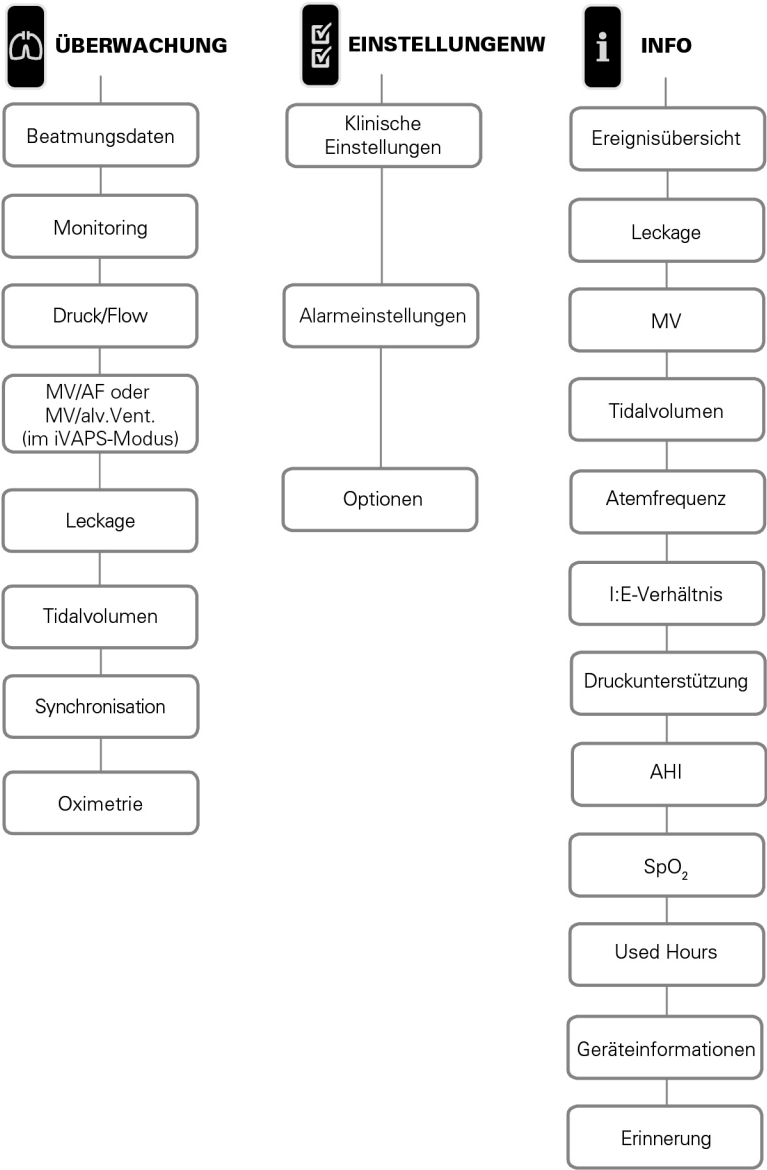 ÜBERWACHUNG
Beatmungsdaten
Monitoring
Druck/Flow
MV/AF oder
MV/alv.Vent.
(im iVAPS-Modus)
Leckage
Tidalvolumen
Synchronisation
Oximetrie
EINSTELLUNGENW
Klinische
Einstellungen
Alarmeinstellungen
Optionen
INFO
Ereignisübersicht
Leckage
MV
Tidalvolumen
Atemfrequenz
I:E-Verhältnis
Druckunterstützung
AHI
SpO₂
Used Hours
Geräteinformationen
Erinnerung